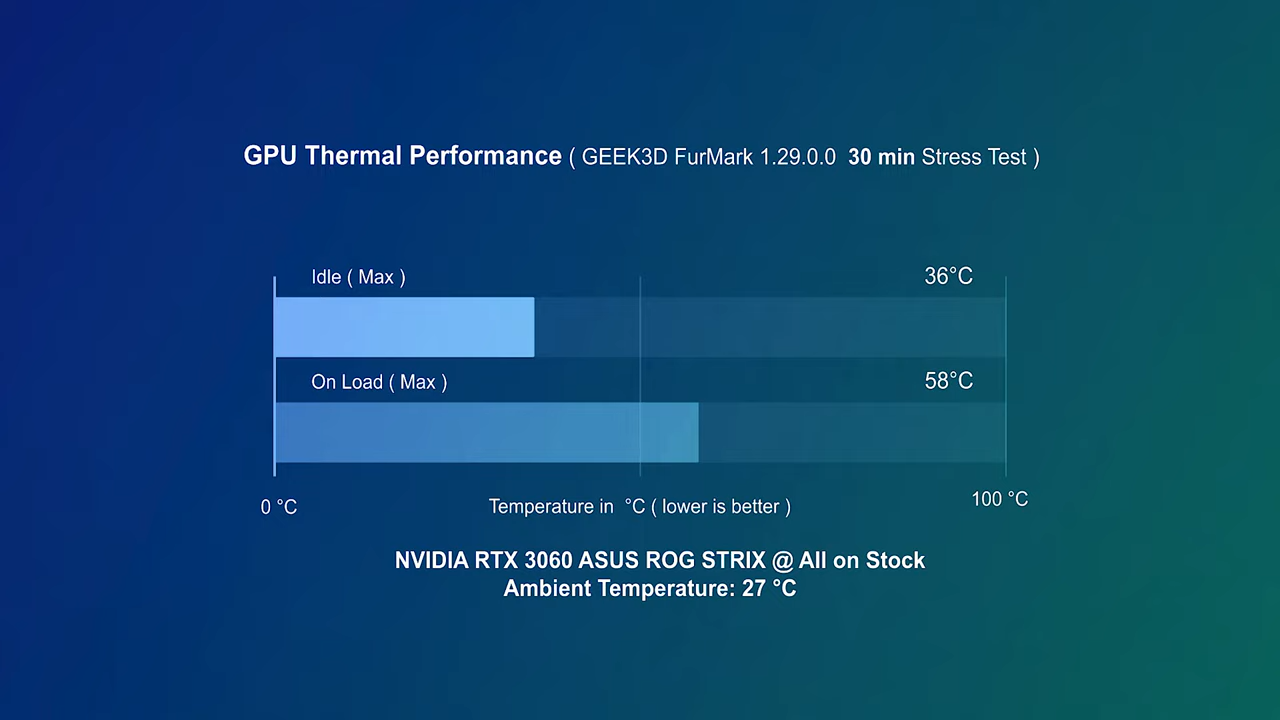 GPU Thermal Performance ( GEEK3D FurMark 1.29.0.0 30 min Stress Test )
Idle ( Max ) 36°C
On Load ( Max ) 58°C
0 °C Temperature in °C ( lower is better ) 100 °C
NVIDIA RTX 3060 ASUS ROG STRIX @ All on Stock
Ambient Temperature: 27 °C